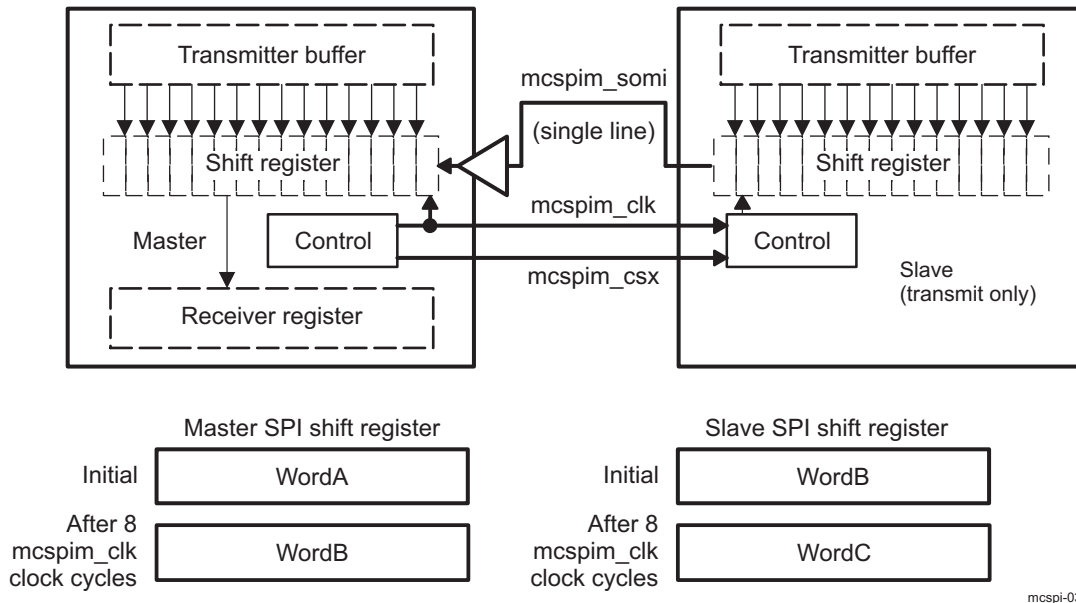 Transmitter buffer
Transmitter buffer
mcspim_somi
(single line)
Shift register
Shift register
mcspim_clk
Master
Control
Control
mcspim_csx
Slave
(transmit only)
Receiver register
Master SPI shift register
Slave SPI shift register
Initial
WordA
Initial
WordB
After 8
mcspim_clk
clock cycles
WordB
After 8
mcspim_clk
clock cycles
WordC